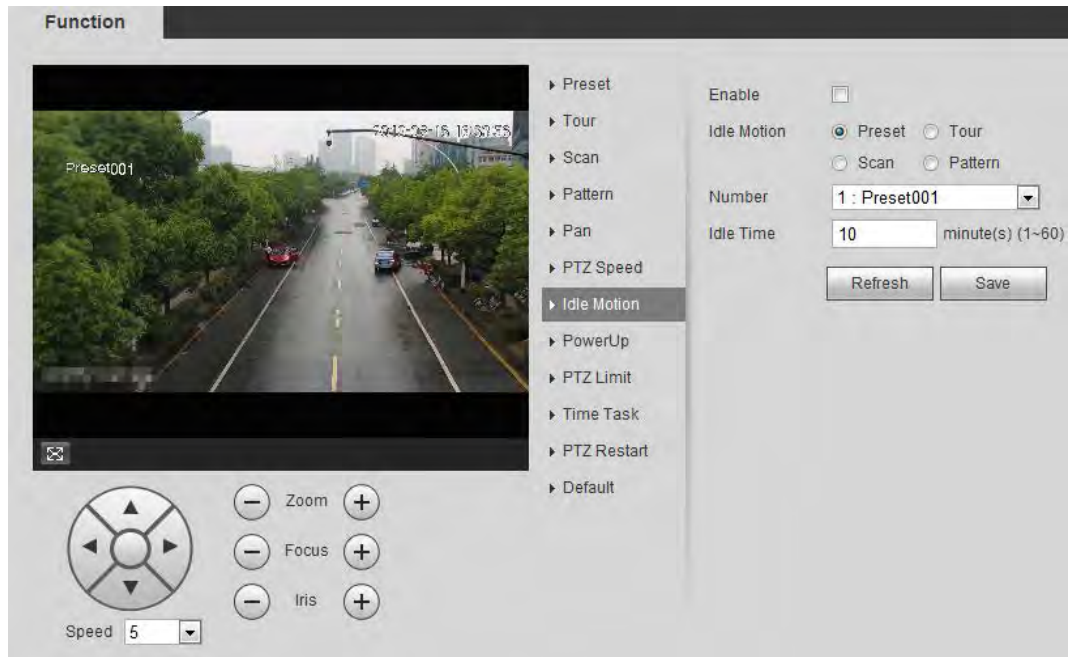 Function
Preset001
Preset
Tour
Scan
Pattern
Pan
PTZ Speed
Idle Motion
PowerUp
PTZ Limit
Time Task
PTZ Restart
Default
Enable
Idle Motion Preset Tour
Scan Pattern
Number 1 : Preset001
Idle Time 10 minute(s) (1~60)
Refresh Save
Zoom
Focus
Iris
Speed 5